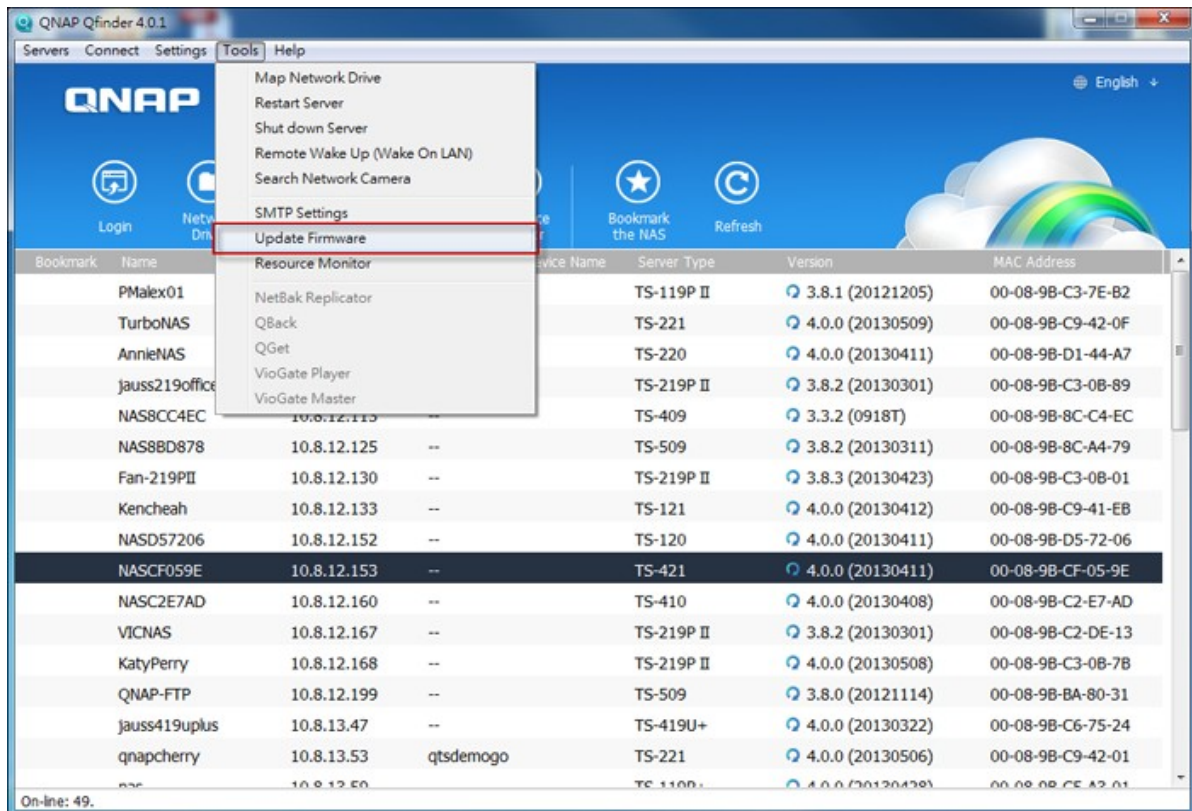 QNAP Qfinder 4.0.1
Servers Connect Settings Tools Help
Map Network Drive
Restart Server
Shut down Server
Remote Wake Up (Wake On LAN)
Search Network Camera
SMTP Settings
Update Firmware
Resource Monitor
NetBak Replicator
QBack
QGet
VioGate Player
VioGate Master
QNAP
English
Login
Bookmark
the NAS
Refresh
Bookmark Name Name Server Type Version MAC Address
PMalex01 TS-119P II 3.8.1 (20121205) 00-08-9B-C3-7E-B2
TurboNAS TS-221 4.0.0 (20130509) 00-08-9B-C9-42-0F
AnnieNAS TS-220 4.0.0 (20130411) 00-08-9B-D1-44-A7
jauss219office TS-219P II 3.8.2 (20130301) 00-08-9B-C3-0B-89
NAS8CC4EC 10.8.12.113 -- TS-409 3.3.2 (0918T) 00-08-9B-8C-C4-EC
NAS8BD878 10.8.12.125 -- TS-509 3.8.2 (20130311) 00-08-9B-8C-A4-79
Fan-219PII 10.8.12.130 -- TS-219P II 3.8.3 (20130423) 00-08-9B-C3-0B-01
Kencheah 10.8.12.133 -- TS-121 4.0.0 (20130412) 00-08-9B-C9-41-EB
NASD57206 10.8.12.152 -- TS-120 4.0.0 (20130411) 00-08-9B-D5-72-06
NASCF059E 10.8.12.153 -- TS-421 4.0.0 (20130411) 00-08-9B-CF-05-9E
NASC2E7AD 10.8.12.160 -- TS-410 4.0.0 (20130408) 00-08-9B-C2-E7-AD
VICNAS 10.8.12.167 -- TS-219P II 3.8.2 (20130301) 00-08-9B-C2-DE-13
KatyPerry 10.8.12.168 -- TS-219P II 4.0.0 (20130508) 00-08-9B-C3-0B-7B
QNAP-FTP 10.8.12.199 -- TS-509 3.8.0 (20121114) 00-08-9B-BA-80-31
jauss419uplus 10.8.13.47 -- TS-419U+ 4.0.0 (20130322) 00-08-9B-C6-75-24
qnapcherry 10.8.13.53 qtsdemogo TS-221 4.0.0 (20130506) 00-08-9B-C9-42-01
On-line: 49.